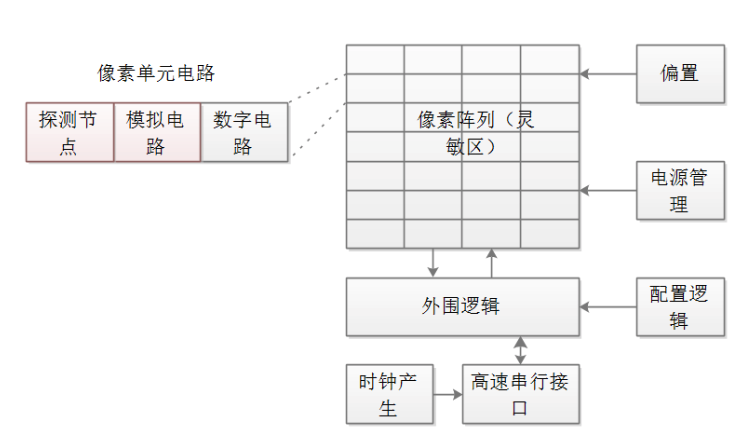 像素单元电路
探测节
点
模拟电
路
数字电
路
像素阵列（灵
敏区）
偏置
电源管
理
外围逻辑
配置逻
辑
时钟产
生
高速串行接
口